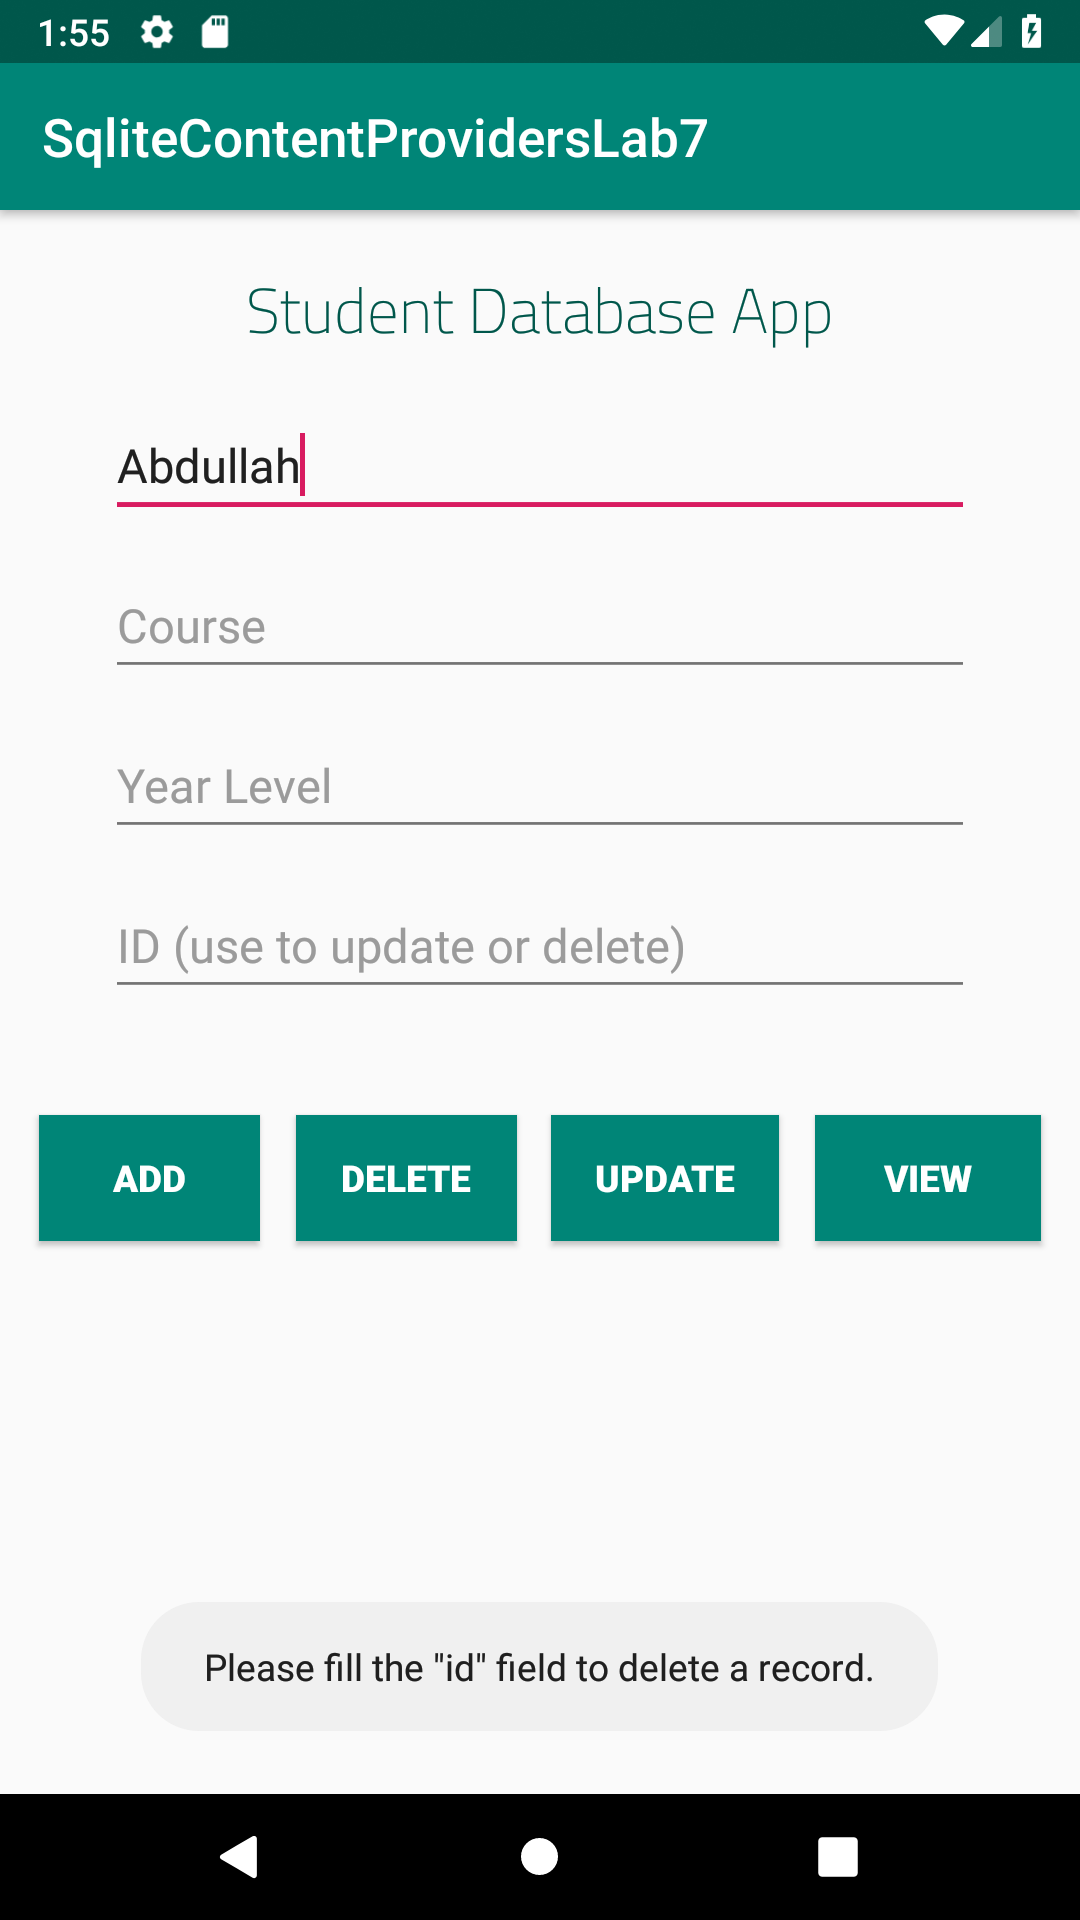 1:55
SqliteContentProvidersLab7
Student Database App
Abdullah
Course
Year Level
ID (use to update or delete)
ADD DELETE UPDATE VIEW
Please fill the "id" field to delete a record.